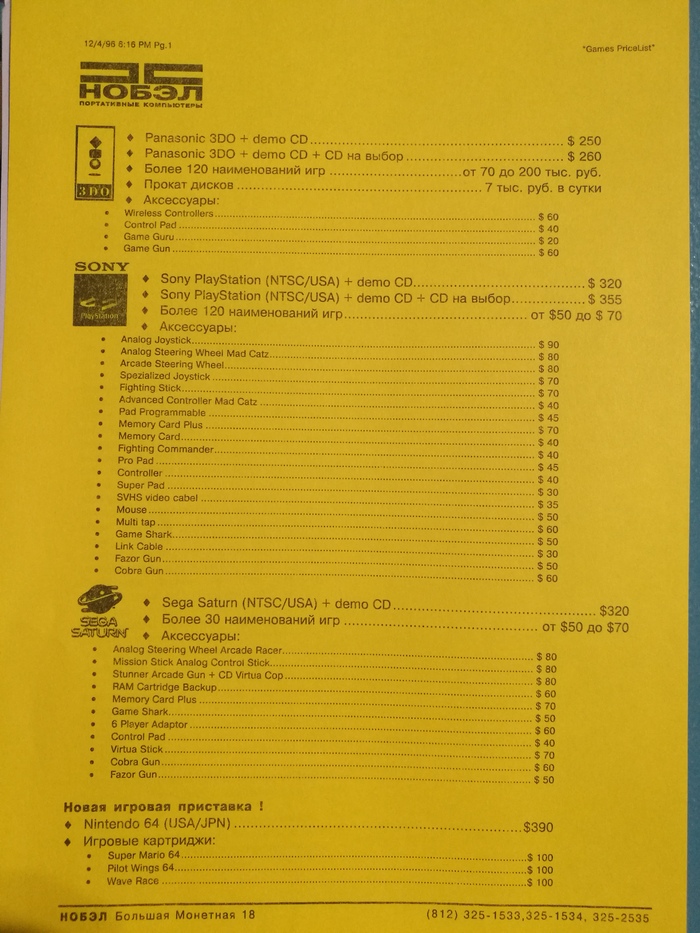 12/4/96 6:16 PM Pg.1
"Games PriceList"
НОБЭЛ
ПОРТАТИВНЫЕ КОМПЬЮТЕРЫ
3DO
♦ Panasonic 3DO + demo CD ... $ 250
♦ Panasonic 3DO + demo CD + CD на выбор ... $ 260
♦ Более 120 наименований игр ... от 70 до 200 тыс. руб.
♦ Прокат дисков ... 7 тыс. руб. в сутки
♦ Аксессуары:
• Wireless Controllers ... $ 60
• Control Pad ... $ 40
• Game Guru ... $ 20
• Game Gun ... $ 60
SONY
PlayStation
♦ Sony PlayStation (NTSC/USA) + demo CD ... $ 320
♦ Sony PlayStation (NTSC/USA) + demo CD + CD на выбор ... $ 355
♦ Более 120 наименований игр ... от $50 до $ 70
♦ Аксессуары:
• Analog Joystick ... $ 90
• Analog Steering Wheel Mad Catz ... $ 80
• Arcade Steering Wheel ... $ 80
• Spezialized Joystick ... $ 70
• Fighting Stick ... $ 70
• Advanced Controller Mad Catz ... $ 40
• Pad Programmable ... $ 45
• Memory Card Plus ... $ 70
• Memory Card ... $ 40
• Fighting Commander ... $ 40
• Pro Pad ... $ 45
• Controller ... $ 40
• Super Pad ... $ 30
• SVHS video cabel ... $ 35
• Mouse ... $ 50
• Multi tap ... $ 60
• Game Shark ... $ 50
• Link Cable ... $ 30
• Fazor Gun ... $ 50
• Cobra Gun ... $ 60
SEGA
SATURN
♦ Sega Saturn (NTSC/USA) + demo CD ... $320
♦ Более 30 наименований игр ... от $50 до $70
♦ Аксессуары:
• Analog Steering Wheel Arcade Racer ... $ 80
• Mission Stick Analog Control Stick ... $ 80
• Stunner Arcade Gun + CD Virtua Cop ... $ 80
• RAM Cartridge Backup ... $ 60
• Memory Card Plus ... $ 70
• Game Shark ... $ 50
• 6 Player Adaptor ... $ 60
• Control Pad ... $ 40
• Virtua Stick ... $ 70
• Cobra Gun ... $ 60
• Fazor Gun ... $ 50
Новая игровая приставка !
♦ Nintendo 64 (USA/JPN) ... $390
♦ Игровые картриджи:
• Super Mario 64 ... $ 100
• Pilot Wings 64 ... $ 100
• Wave Race ... $ 100
НОБЭЛ Большая Монетная 18
(812) 325-1533,325-1534, 325-2535